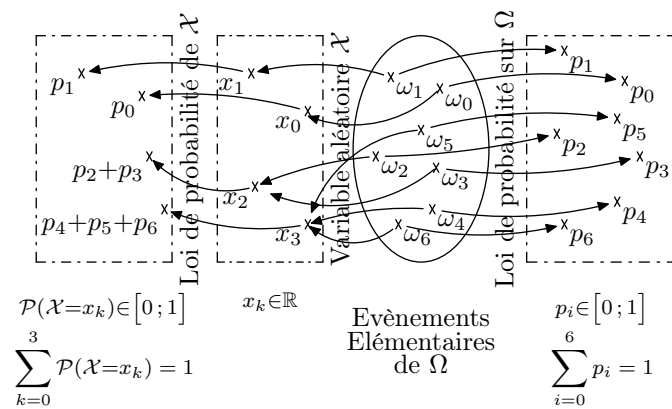 p₁
p₀
p₂+p₃
p₄+p₅+p₆
Loi de probabilité de 𝒳
x₁
x₀
x₂
x₃
Variable aléatoire 𝒳
ω₁
ω₀
ω₅
ω₂
ω₃
ω₄
ω₆
Loi de probabilité sur Ω
p₁
p₀
p₅
p₂
p₃
p₄
p₆
𝒫(𝒳=xₖ)∈[0 ; 1]
3
∑ 𝒫(𝒳=xₖ) = 1
k=0
xₖ∈ℝ
Evènements
Elémentaires
de Ω
pᵢ∈[0 ; 1]
6
∑ pᵢ = 1
i=0